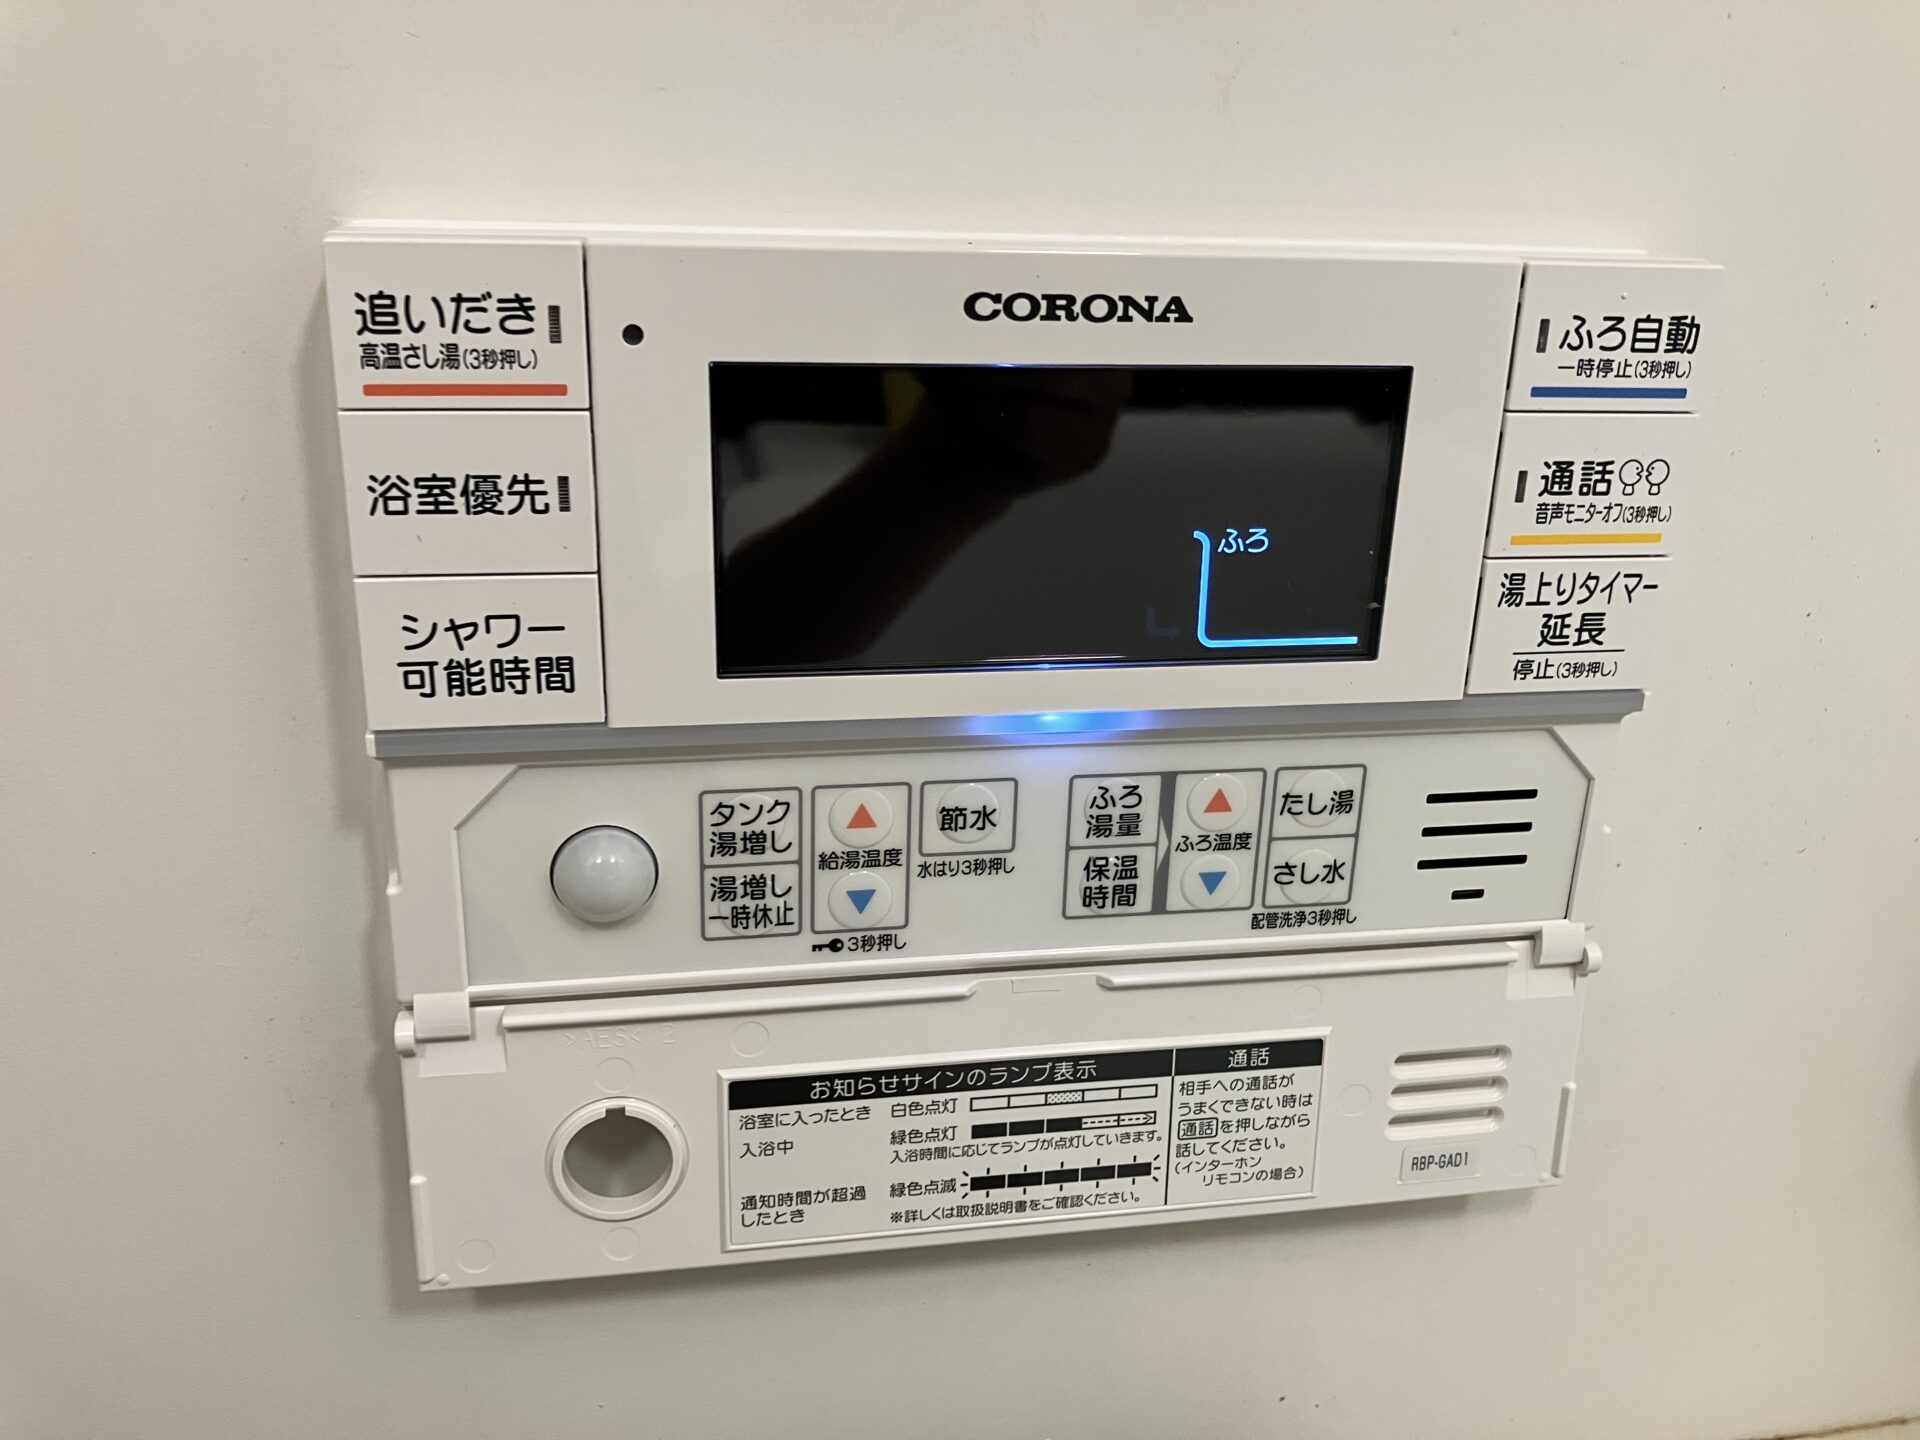 CORONA
追いだき
高温さし湯(3秒押し)
浴室優先
シャワー
可能時間
ふろ
ふろ自動
一時停止(3秒押し)
通話
音声モニターオフ(3秒押し)
湯上りタイマー
延長
停止(3秒押し)
タンク
湯増し
湯増し
一時休止
給湯温度
3秒押し
節水
水はり3秒押し
ふろ
湯量
保温
時間
ふろ温度
たし湯
さし水
配管洗浄3秒押し
>AES< 2
お知らせサインのランプ表示
浴室に入ったとき 白色点灯
入浴中 緑色点灯
入浴時間に応じてランプが点灯していきます。
通知時間が超過
したとき
緑色点滅
※詳しくは取扱説明書をご確認ください。
通話
相手への通話が
うまくできない時は
通話を押しながら
話してください。
(インターホン
リモコンの場合)
RBP-GAD1